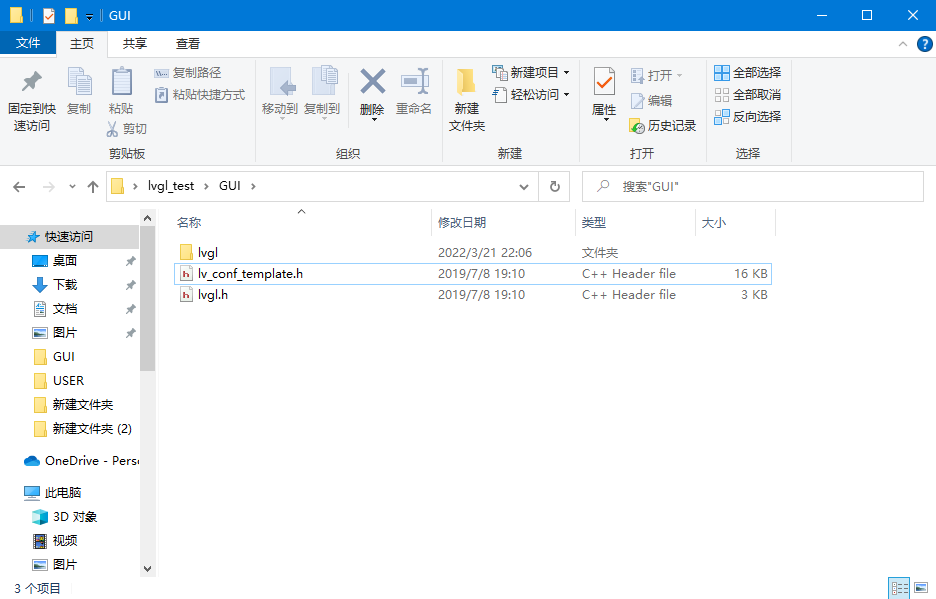 GUI
文件 主页 共享 查看
固定到快速访问
复制
粘贴
复制路径
粘贴快捷方式
剪切
剪贴板
移动到
复制到
删除
重命名
组织
新建文件夹
新建项目
轻松访问
新建
属性
打开
编辑
历史记录
打开
全部选择
全部取消
反向选择
选择
lvgl_test > GUI >
搜索"GUI"
名称 修改日期 类型 大小
lvgl 2022/3/21 22:06 文件夹
lv_conf_template.h 2019/7/8 19:10 C++ Header file 16 KB
lvgl.h 2019/7/8 19:10 C++ Header file 3 KB
快速访问
桌面
下载
文档
图片
GUI
USER
新建文件夹
新建文件夹 (2)
OneDrive - Perso
此电脑
3D 对象
视频
图片
3 个项目